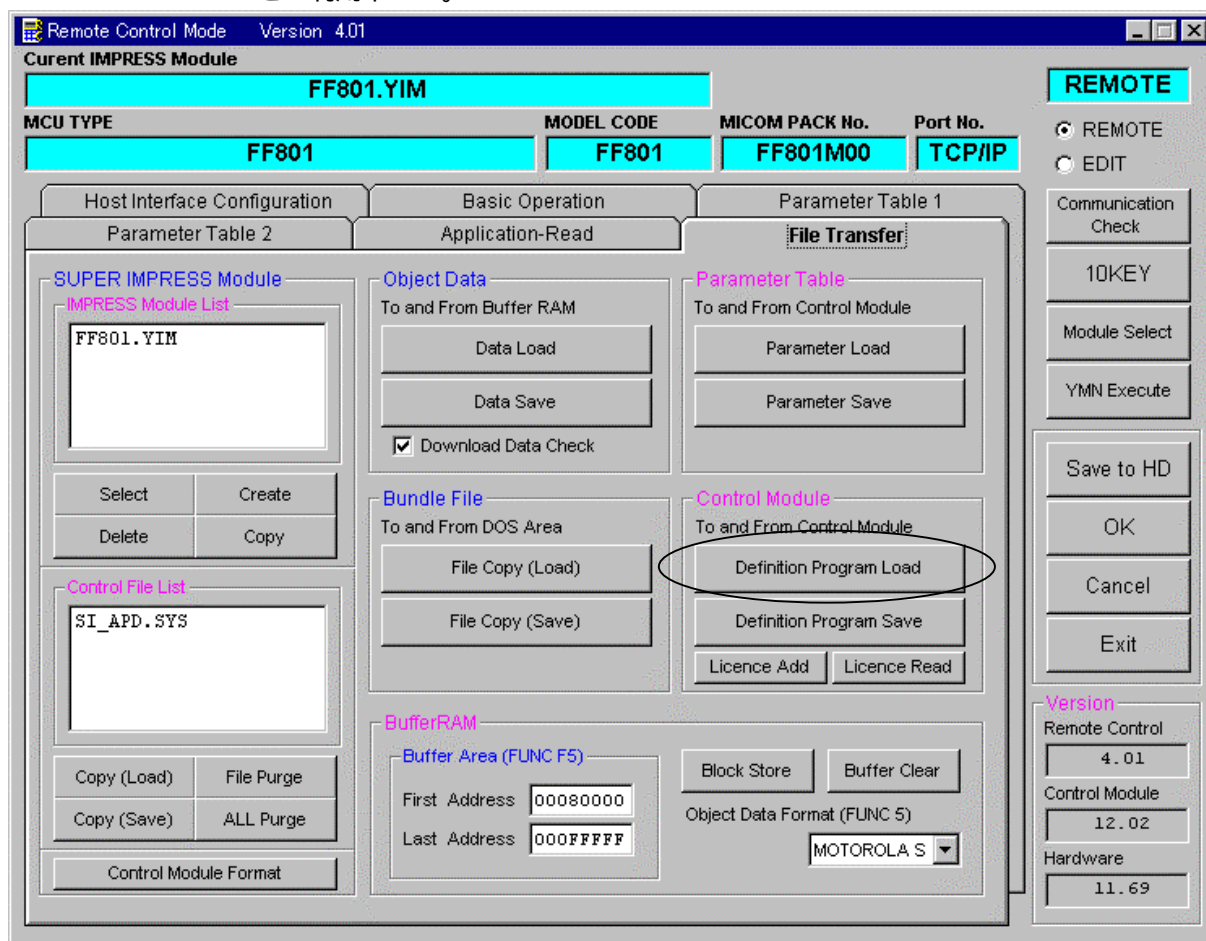 Remote Control Mode Version 4.01
Curent IMPRESS Module
FF801.YIM
MCU TYPE MODEL CODE MICOM PACK No. Port No.
FF801 FF801 FF801M00 TCP/IP
REMOTE
REMOTE
EDIT
Host Interface Configuration Basic Operation Parameter Table 1
Parameter Table 2 Application-Read File Transfer
SUPER IMPRESS Module
IMPRESS Module List
FF801.YIM
Select Create
Delete Copy
Control File List
SI_APD.SYS
Copy (Load) File Purge
Copy (Save) ALL Purge
Control Module Format
Object Data
To and From Buffer RAM
Data Load
Data Save
Download Data Check
Parameter Table
To and From Control Module
Parameter Load
Parameter Save
Bundle File
To and From DOS Area
File Copy (Load)
File Copy (Save)
Control Module
To and From Control Module
Definition Program Load
Definition Program Save
Licence Add Licence Read
BufferRAM
Buffer Area (FUNC F5)
First Address 00080000
Last Address 000FFFFF
Block Store Buffer Clear
Object Data Format (FUNC 5)
MOTOROLA S
Communication
Check
10KEY
Module Select
YMN Execute
Save to HD
OK
Cancel
Exit
Version
Remote Control
4.01
Control Module
12.02
Hardware
11.69